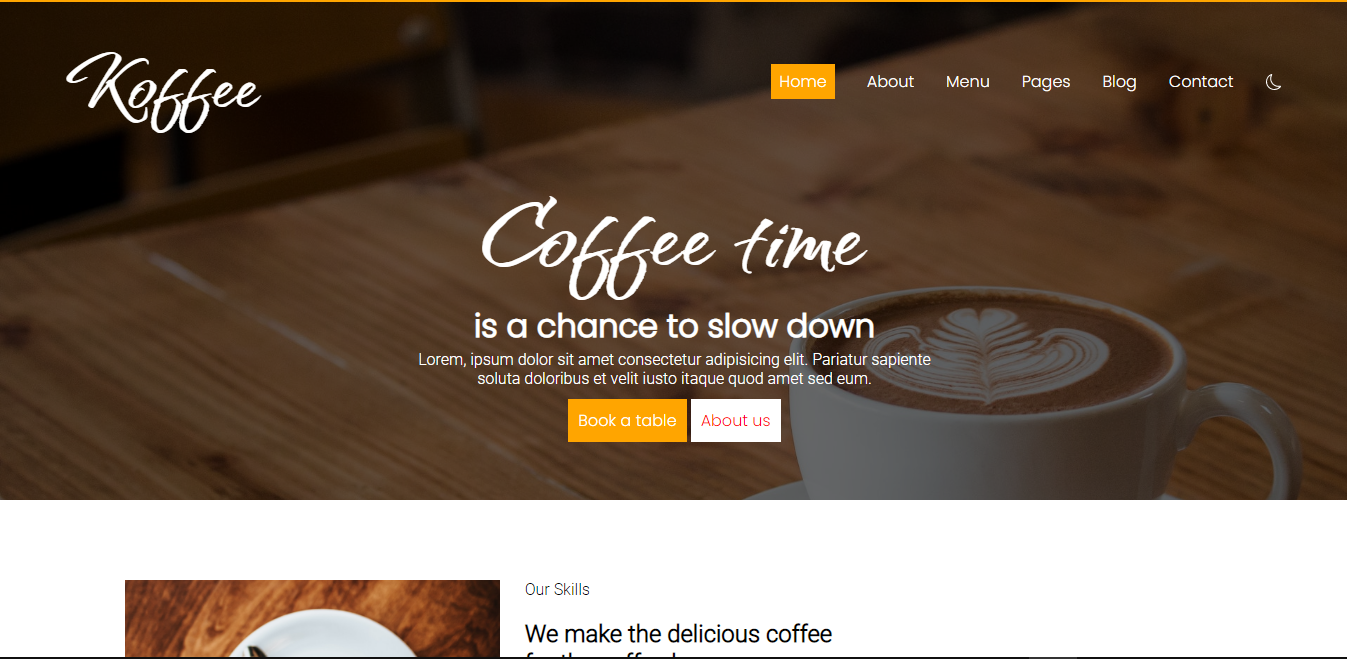 Koffee
Home About Menu Pages Blog Contact
Coffee time
is a chance to slow down
Lorem, ipsum dolor sit amet consectetur adipisicing elit. Pariatur sapiente
soluta doloribus et velit iusto itaque quod amet sed eum.
Book a table About us
Our Skills
We make the delicious coffee